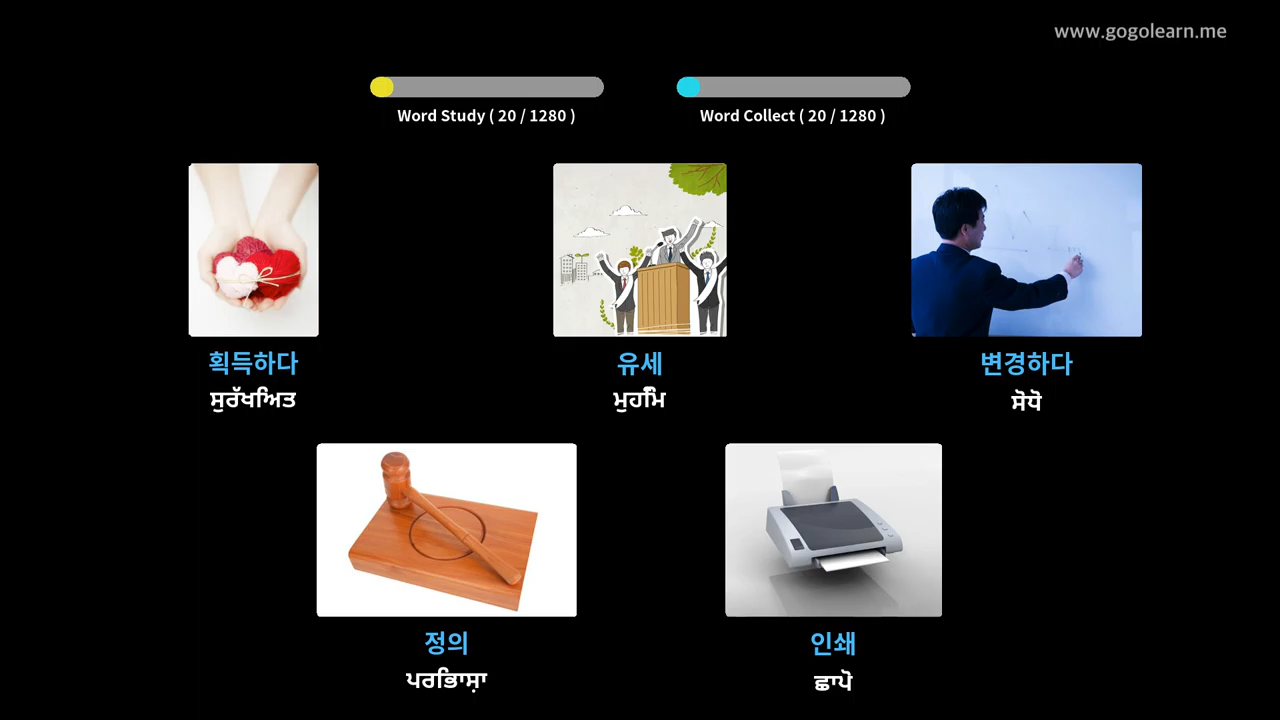 www.gogolearn.me
Word Study ( 20 / 1280 )
Word Collect ( 20 / 1280 )
획득하다
유세
변경하다
ਸੁਰੱਖਿਅਤ
ਮੁਹਿੰਮ
ਸੋਧੋ
정의
인쇄
ਪਰਿਭਾਸ਼ਾ
ਛਾਪੋ